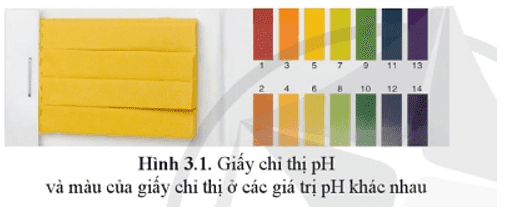 1 3 5 7 9 11 13
2 4 6 8 10 12 14
Hình 3.1. Giấy chỉ thị pH
và màu của giấy chỉ thị ở các giá trị pH khác nhau